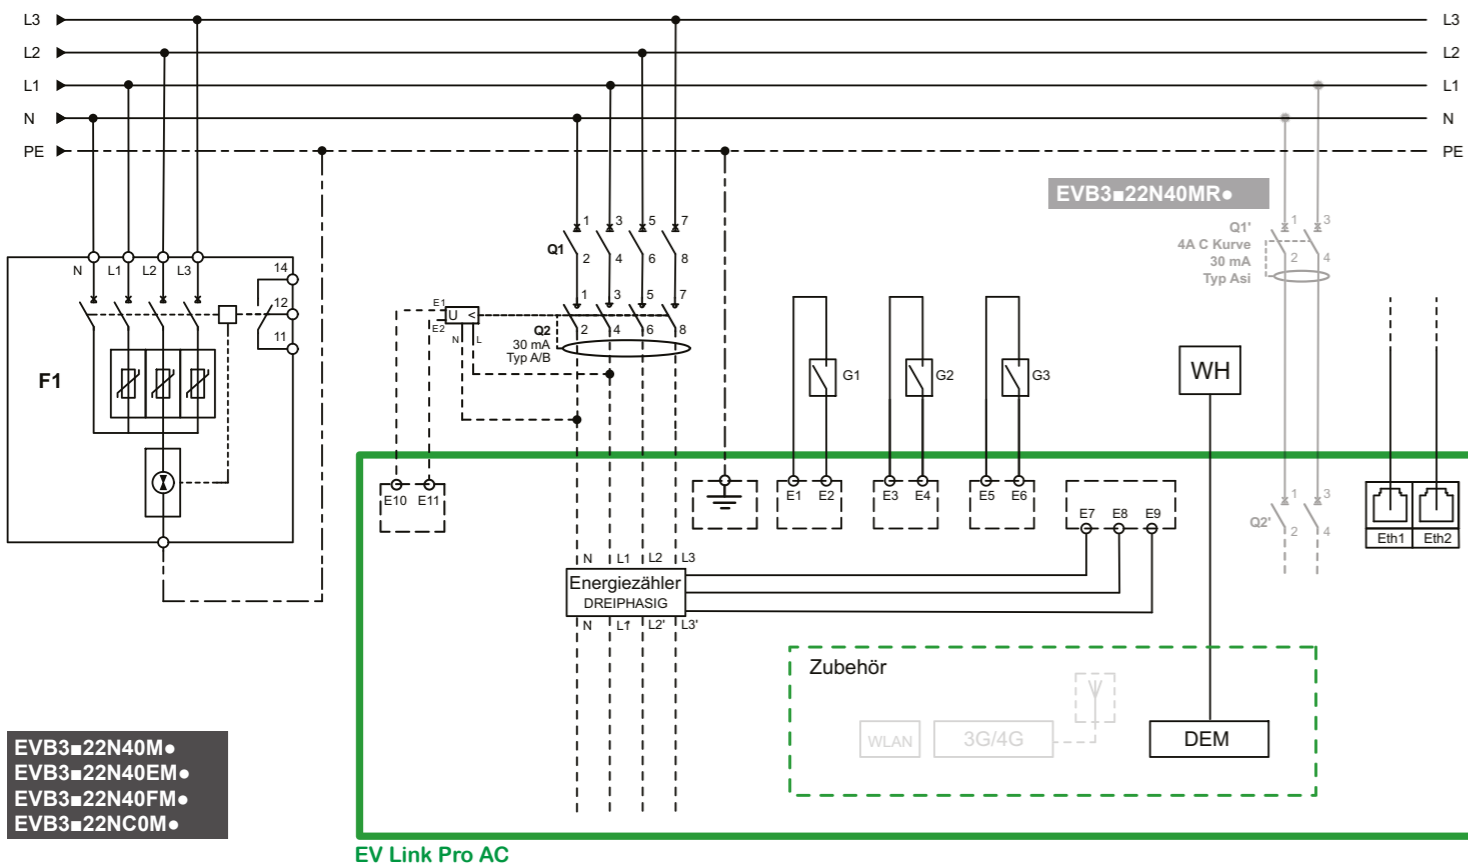 L3 L3
L2 L2
L1 L1
N N
PE PE
EVB3■22N40MR●
1 3 5 7
Q1
2 4 6 8
Q1' 1 3
4A C Kurve
30 mA 2 4
Typ Asi
N L1 L2 L3 14
12
11
F1
E1
E2
U <
N L
1 3 5 7
Q2 2 4 6 8
30 mA
Typ A/B
G1 G2 G3
WH
E10 E11
E1 E2 E3 E4 E5 E6
E7 E8 E9
1 3
Q2' 2 4
Eth1 Eth2
N L1 L2 L3
Energiezähler
DREIPHASIG
N L1' L2' L3'
Zubehör
WLAN 3G/4G DEM
EVB3■22N40M●
EVB3■22N40EM●
EVB3■22N40FM●
EVB3■22NC0M●
EV Link Pro AC